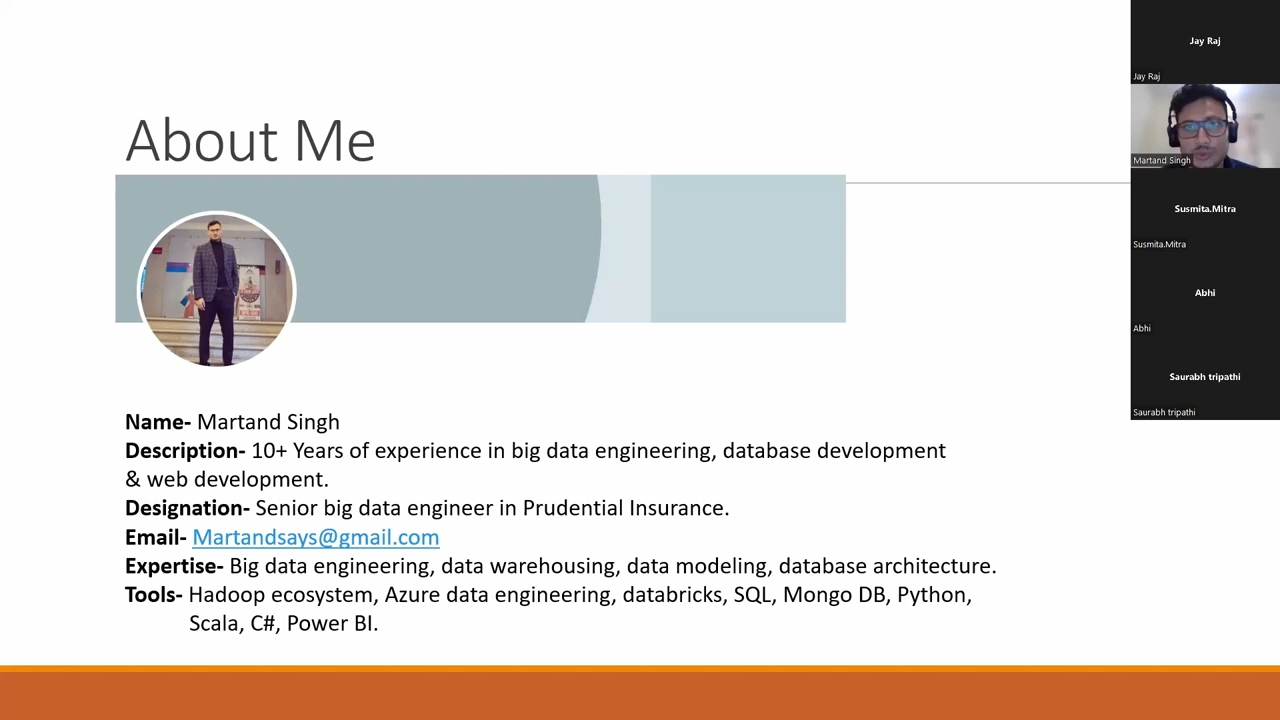 About Me
Name- Martand Singh
Description- 10+ Years of experience in big data engineering, database development
& web development.
Designation- Senior big data engineer in Prudential Insurance.
Email- Martandsays@gmail.com
Expertise- Big data engineering, data warehousing, data modeling, database architecture.
Tools- Hadoop ecosystem, Azure data engineering, databricks, SQL, Mongo DB, Python,
Scala, C#, Power BI.
Jay Raj
Jay Raj
Martand Singh
Susmita.Mitra
Susmita.Mitra
Abhi
Abhi
Saurabh tripathi
Saurabh tripathi